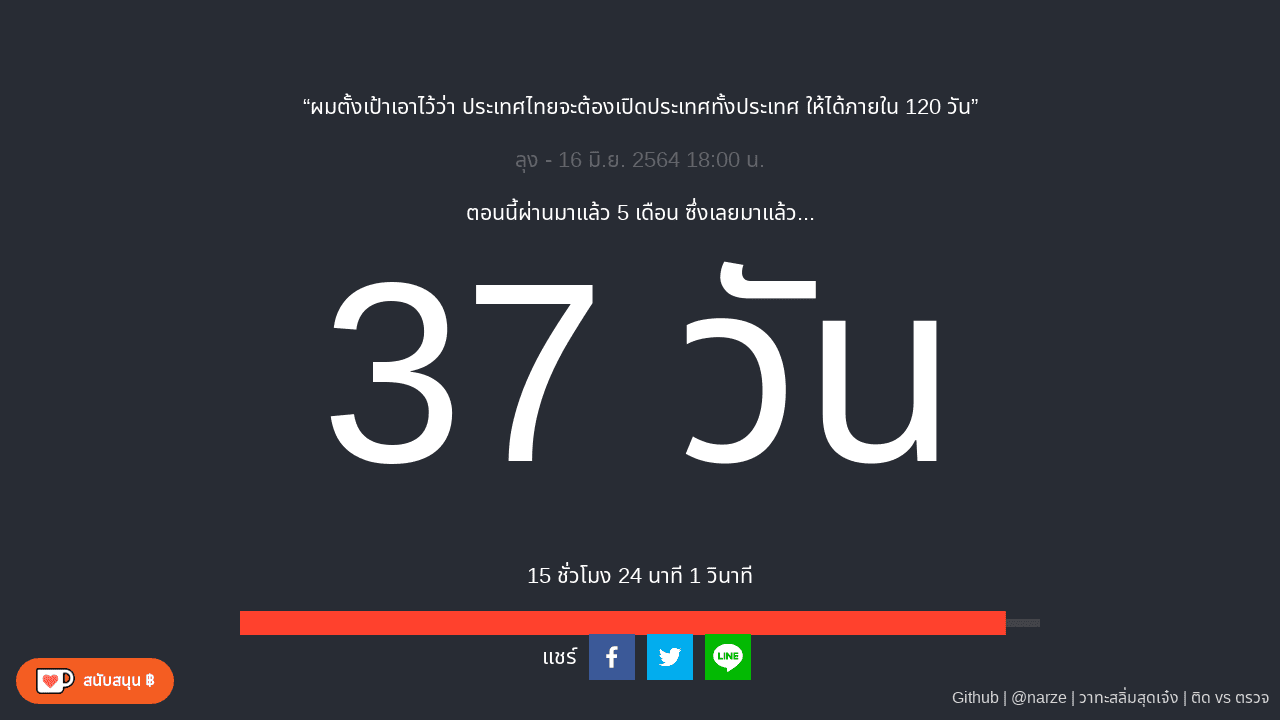 “ผมตั้งเป้าเอาไว้ว่า ประเทศไทยจะต้องเปิดประเทศทั้งประเทศ ให้ได้ภายใน 120 วัน”
ลุง - 16 มิ.ย. 2564 18:00 น.
ตอนนี้ผ่านมาแล้ว 5 เดือน ซึ่งเลยมาแล้ว...
37 วัน
15 ชั่วโมง 24 นาที 1 วินาที
แชร์
LINE
สนับสนุน ฿
Github | @narze | วาทะสลิ่มสุดเจ๋ง | ติด vs ตรวจ